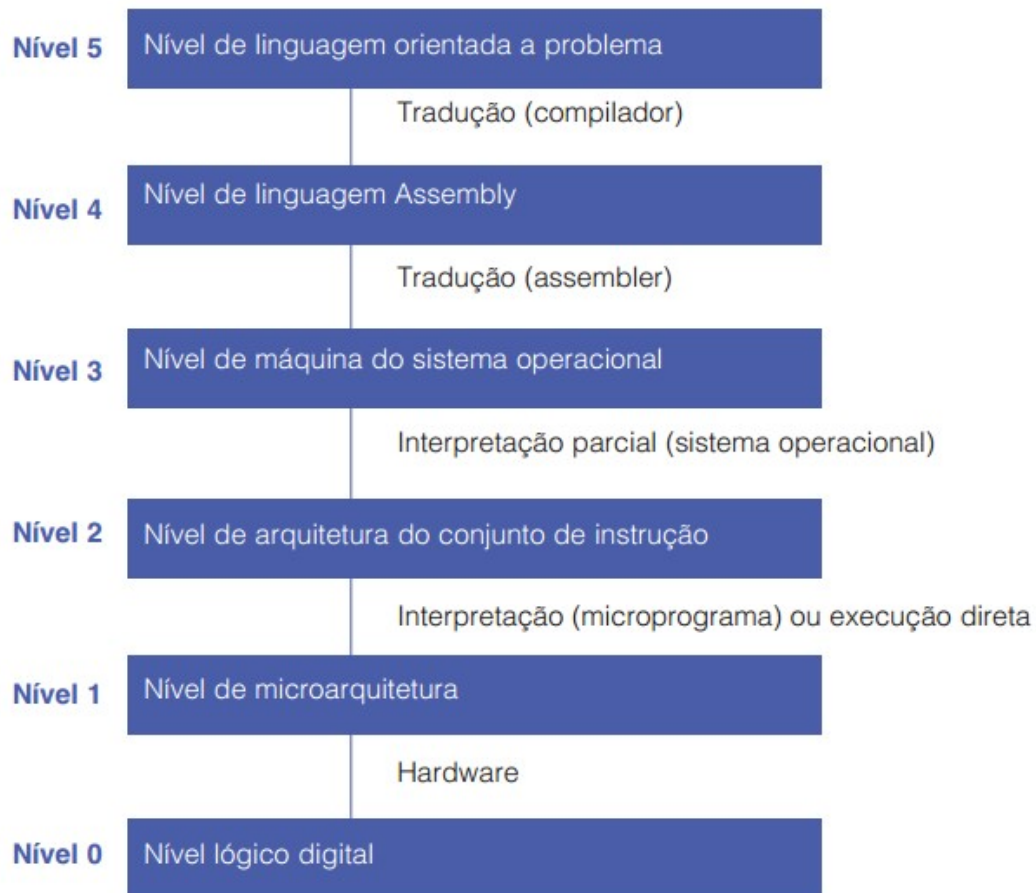 Nível 5
Nível de linguagem orientada a problema
Tradução (compilador)
Nível 4
Nível de linguagem Assembly
Tradução (assembler)
Nível 3
Nível de máquina do sistema operacional
Interpretação parcial (sistema operacional)
Nível 2
Nível de arquitetura do conjunto de instrução
Interpretação (microprograma) ou execução direta
Nível 1
Nível de microarquitetura
Hardware
Nível 0
Nível lógico digital